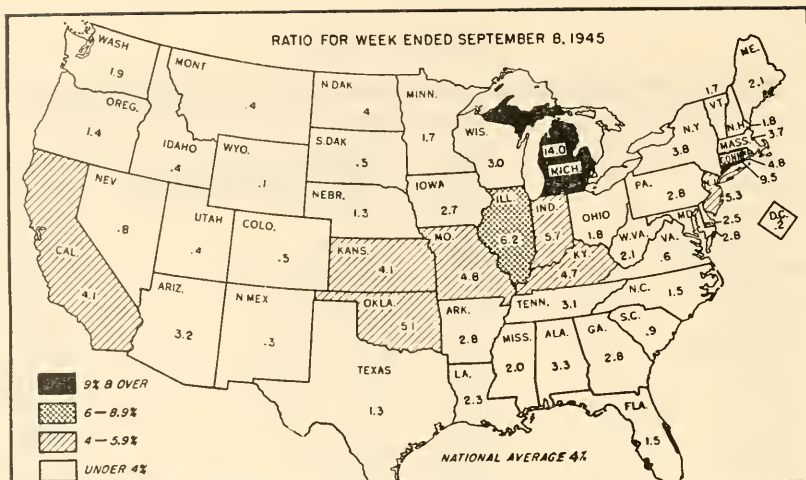 RATIO FOR WEEK ENDED SEPTEMBER 8, 1945
WASH
1.9
MONT
.4
N DAK
4
MINN.
1.7
ME.
2.1
OREG.
1.4
IDAHO
.4
WYO.
.1
S.DAK
.5
WIS.
3.0
14.0
MICH
N.Y
3.8
1.7
VT.
N.H.
1.8
MASS.
3.7
CONN.
4.8
9.5
NEV
.8
UTAH
.4
COLO.
.5
NEBR.
1.3
IOWA
2.7
ILL.
6.2
IND.
5.7
OHIO
1.8
PA.
2.8
N.J.
5.3
MD.
2.5
2.8
D.C.
.2
CAL.
4.1
KANS.
4.1
MO.
4.8
KY.
4.7
W.VA.
2.1
VA.
.6
ARIZ.
3.2
N MEX
.3
OKLA.
5.1
ARK.
2.8
TENN. 3.1
N.C.
1.5
S.C.
.9
TEXAS
1.3
LA.
2.3
MISS.
2.0
ALA.
3.3
GA.
2.8
FLA.
1.5
9% & OVER
6 — 8.9%
4 — 5.9%
UNDER 4%
NATIONAL AVERAGE 4%